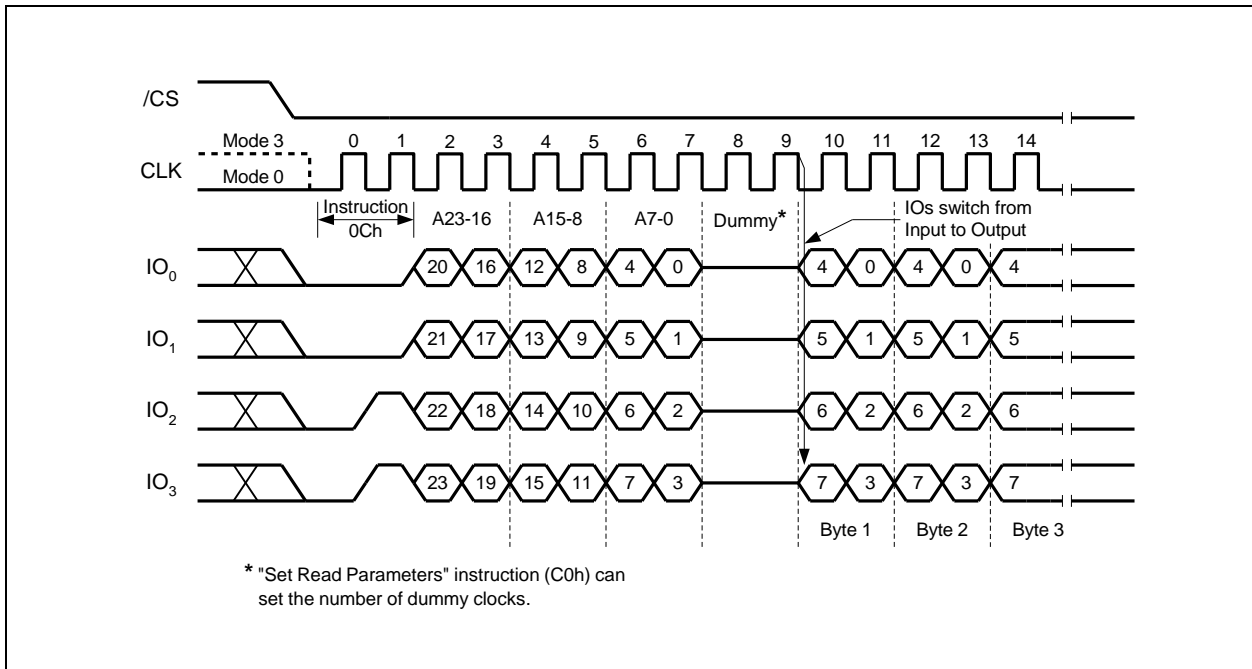 /CS
Mode 3 0 1 2 3 4 5 6 7 8 9 10 11 12 13 14
CLK
Mode 0
Instruction
0Ch
A23-16 A15-8 A7-0 Dummy*
IOs switch from
Input to Output
IO0 20 16 12 8 4 0 4 0 4 0 4
IO1 21 17 13 9 5 1 5 1 5 1 5
IO2 22 18 14 10 6 2 6 2 6 2 6
IO3 23 19 15 11 7 3 7 3 7 3 7
Byte 1 Byte 2 Byte 3
* "Set Read Parameters" instruction (C0h) can
set the number of dummy clocks.